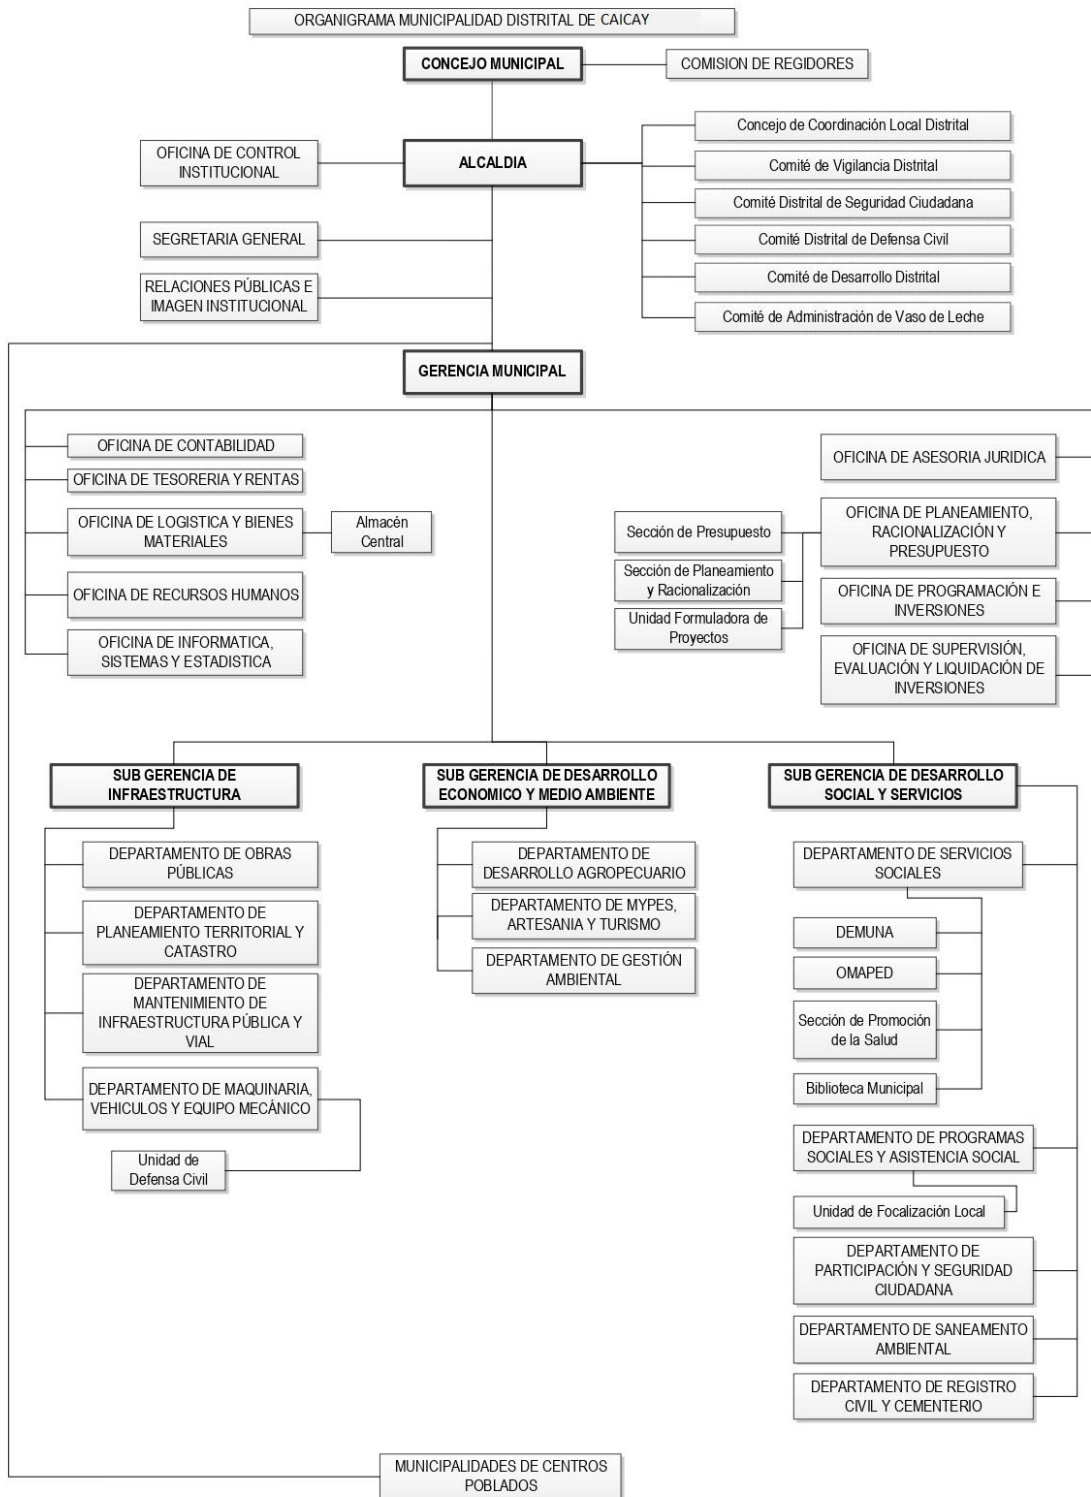 ORGANIGRAMA MUNICIPALIDAD DISTRITAL DE CAICAY
CONCEJO MUNICIPAL
COMISION DE REGIDORES
ALCALDIA
OFICINA DE CONTROL
INSTITUCIONAL
Concejo de Coordinación Local Distrital
Comité de Vigilancia Distrital
Comité Distrital de Seguridad Ciudadana
Comité Distrital de Defensa Civil
Comité de Desarrollo Distrital
Comité de Administración de Vaso de Leche
SEGRETARIA GENERAL
RELACIONES PÚBLICAS E
IMAGEN INSTITUCIONAL
GERENCIA MUNICIPAL
OFICINA DE CONTABILIDAD
OFICINA DE TESORERIA Y RENTAS
OFICINA DE LOGISTICA Y BIENES
MATERIALES
Almacén
Central
OFICINA DE RECURSOS HUMANOS
OFICINA DE INFORMATICA,
SISTEMAS Y ESTADISTICA
OFICINA DE ASESORIA JURIDICA
OFICINA DE PLANEAMIENTO,
RACIONALIZACIÓN Y
PRESUPUESTO
Sección de Presupuesto
Sección de Planeamiento
y Racionalización
Unidad Formuladora de
Proyectos
OFICINA DE PROGRAMACIÓN E
INVERSIONES
OFICINA DE SUPERVISIÓN,
EVALUACIÓN Y LIQUIDACIÓN DE
INVERSIONES
SUB GERENCIA DE
INFRAESTRUCTURA
DEPARTAMENTO DE OBRAS
PÚBLICAS
DEPARTAMENTO DE
PLANEAMIENTO TERRITORIAL Y
CATASTRO
DEPARTAMENTO DE
MANTENIMIENTO DE
INFRAESTRUCTURA PÚBLICA Y
VIAL
DEPARTAMENTO DE MAQUINARIA,
VEHICULOS Y EQUIPO MECÁNICO
Unidad de
Defensa Civil
SUB GERENCIA DE DESARROLLO
ECONOMICO Y MEDIO AMBIENTE
DEPARTAMENTO DE
DESARROLLO AGROPECUARIO
DEPARTAMENTO DE MYPES,
ARTESANIA Y TURISMO
DEPARTAMENTO DE GESTIÓN
AMBIENTAL
SUB GERENCIA DE DESARROLLO
SOCIAL Y SERVICIOS
DEPARTAMENTO DE SERVICIOS
SOCIALES
DEMUNA
OMAPED
Sección de Promoción
de la Salud
Biblioteca Municipal
DEPARTAMENTO DE PROGRAMAS
SOCIALES Y ASISTENCIA SOCIAL
Unidad de Focalización Local
DEPARTAMENTO DE
PARTICIPACIÓN Y SEGURIDAD
CIUDADANA
DEPARTAMENTO DE SANEAMENTO
AMBIENTAL
DEPARTAMENTO DE REGISTRO
CIVIL Y CEMENTERIO
MUNICIPALIDADES DE CENTROS
POBLADOS